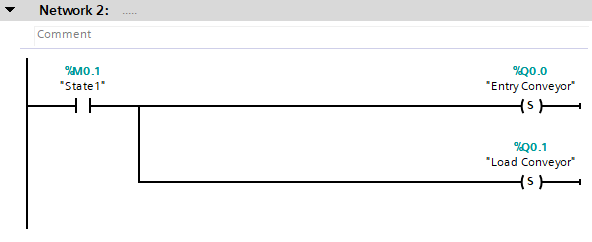 Network 2: .....
Comment
%M0.1
"State1"
%Q0.0
"Entry Conveyor"
S
%Q0.1
"Load Conveyor"
S